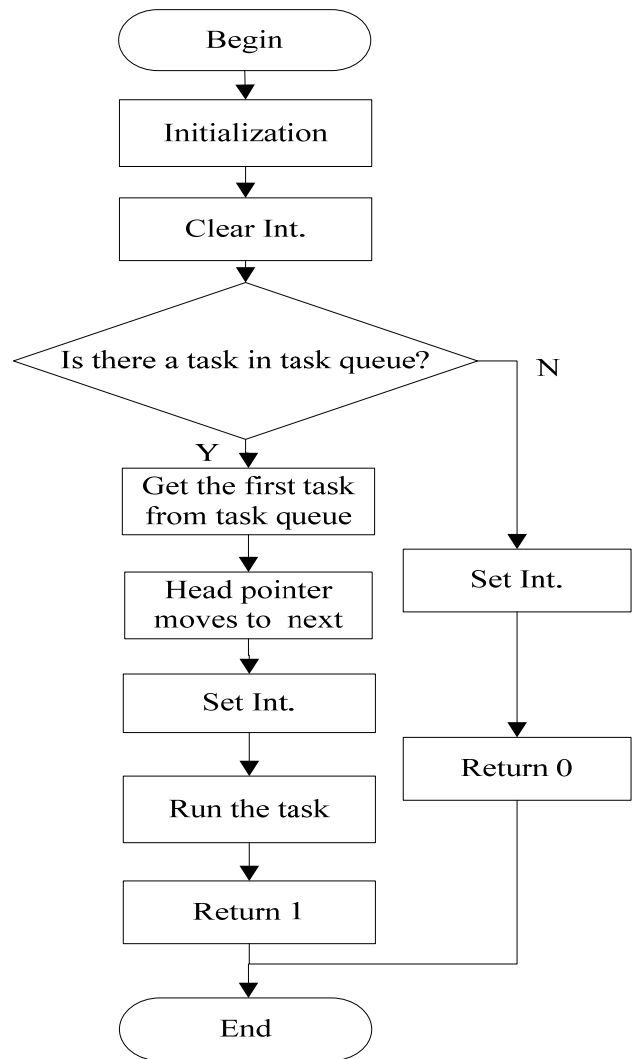 Begin
Initialization
Clear Int.
Is there a task in task queue?
N
Y
Get the first task
from task queue
Head pointer
moves to next
Set Int.
Set Int.
Run the task
Return 0
Return 1
End